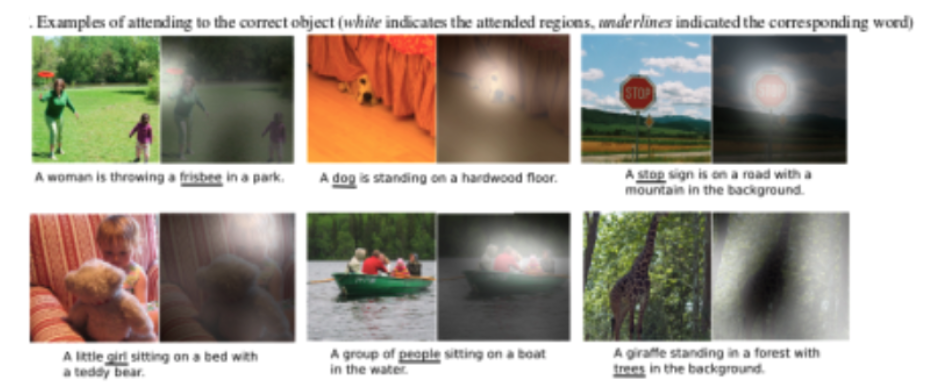 . Examples of attending to the correct object (white indicates the attended regions, underlines indicated the corresponding word)
STOP
A woman is throwing a frisbee in a park.
A dog is standing on a hardwood floor.
A stop sign is on a road with a
mountain in the background.
A little girl sitting on a bed with
a teddy bear.
A group of people sitting on a boat
in the water.
A giraffe standing in a forest with
trees in the background.